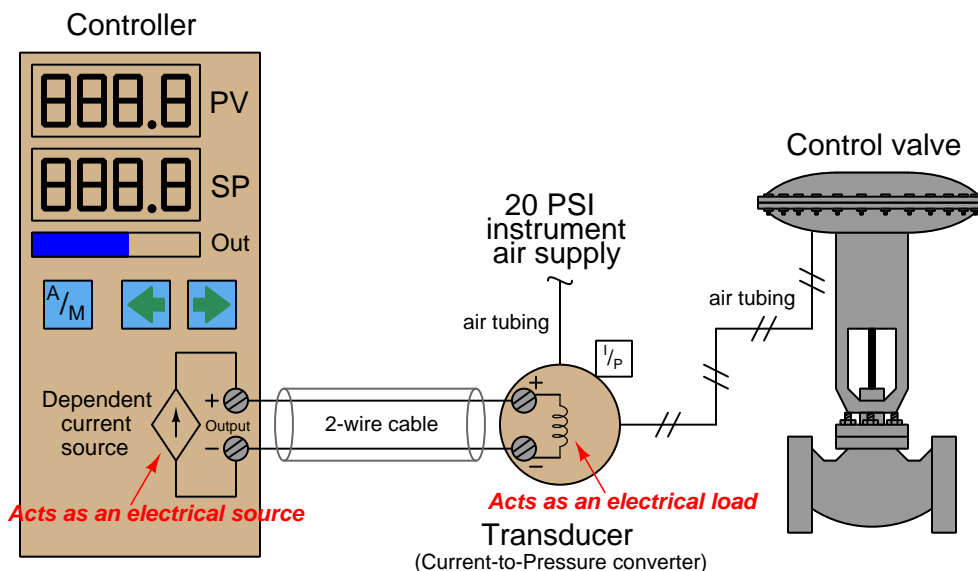 Controller
888.8
PV
888.8
SP
Out
A/M
Dependent
current
source
+
Output
-
Acts as an electrical source
2-wire cable
20 PSI
instrument
air supply
air tubing
I/P
+
-
Acts as an electrical load
Transducer
(Current-to-Pressure converter)
air tubing
Control valve